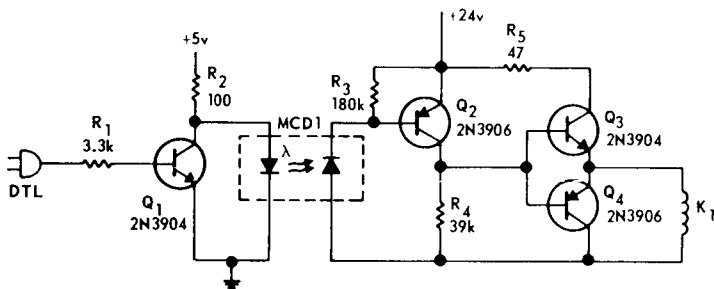 +5v
R2
100
R1
3.3k
DTL
Q1
2N3904
MCD1
λ
+24v
R3
180k
R5
47
Q2
2N3906
Q3
2N3904
R4
39k
Q4
2N3906
K1